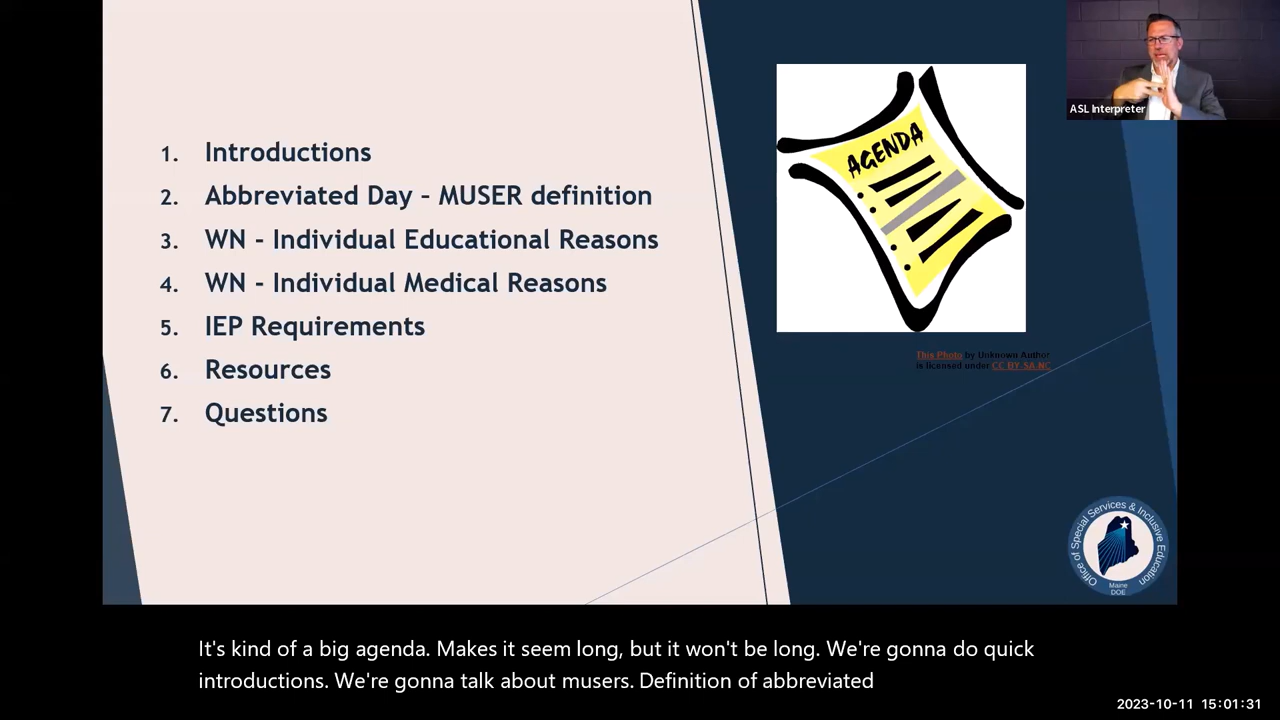 1. Introductions
2. Abbreviated Day – MUSER definition
3. WN - Individual Educational Reasons
4. WN - Individual Medical Reasons
5. IEP Requirements
6. Resources
7. Questions
AGENDA
This Photo by Unknown Author
is licensed under CC BY-SA-NC
ASL Interpreter
Office of Special Services & Inclusive Education
Maine
DOE
It's kind of a big agenda. Makes it seem long, but it won't be long. We're gonna do quick
introductions. We're gonna talk about musers. Definition of abbreviated
2023-10-11 15:01:31